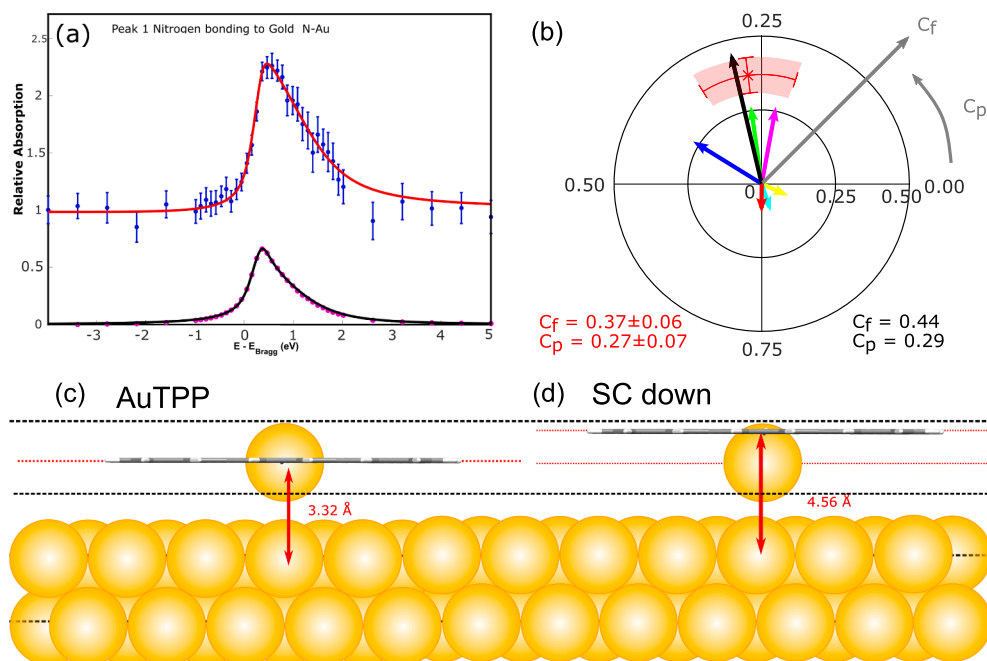 (a)
Peak 1 Nitrogen bonding to Gold N-Au
Relative Absorption
2.5
2
1.5
1
0.5
0
-3
-2
-1
0
1
2
3
4
5
E - E_Bragg (eV)
(b)
0.25
C_f
C_p
0.50
0
0.25
0.50
0.00
0.75
C_f = 0.37±0.06
C_p = 0.27±0.07
C_f = 0.44
C_p = 0.29
(c)
AuTPP
3.32 Å
(d)
SC down
4.56 Å